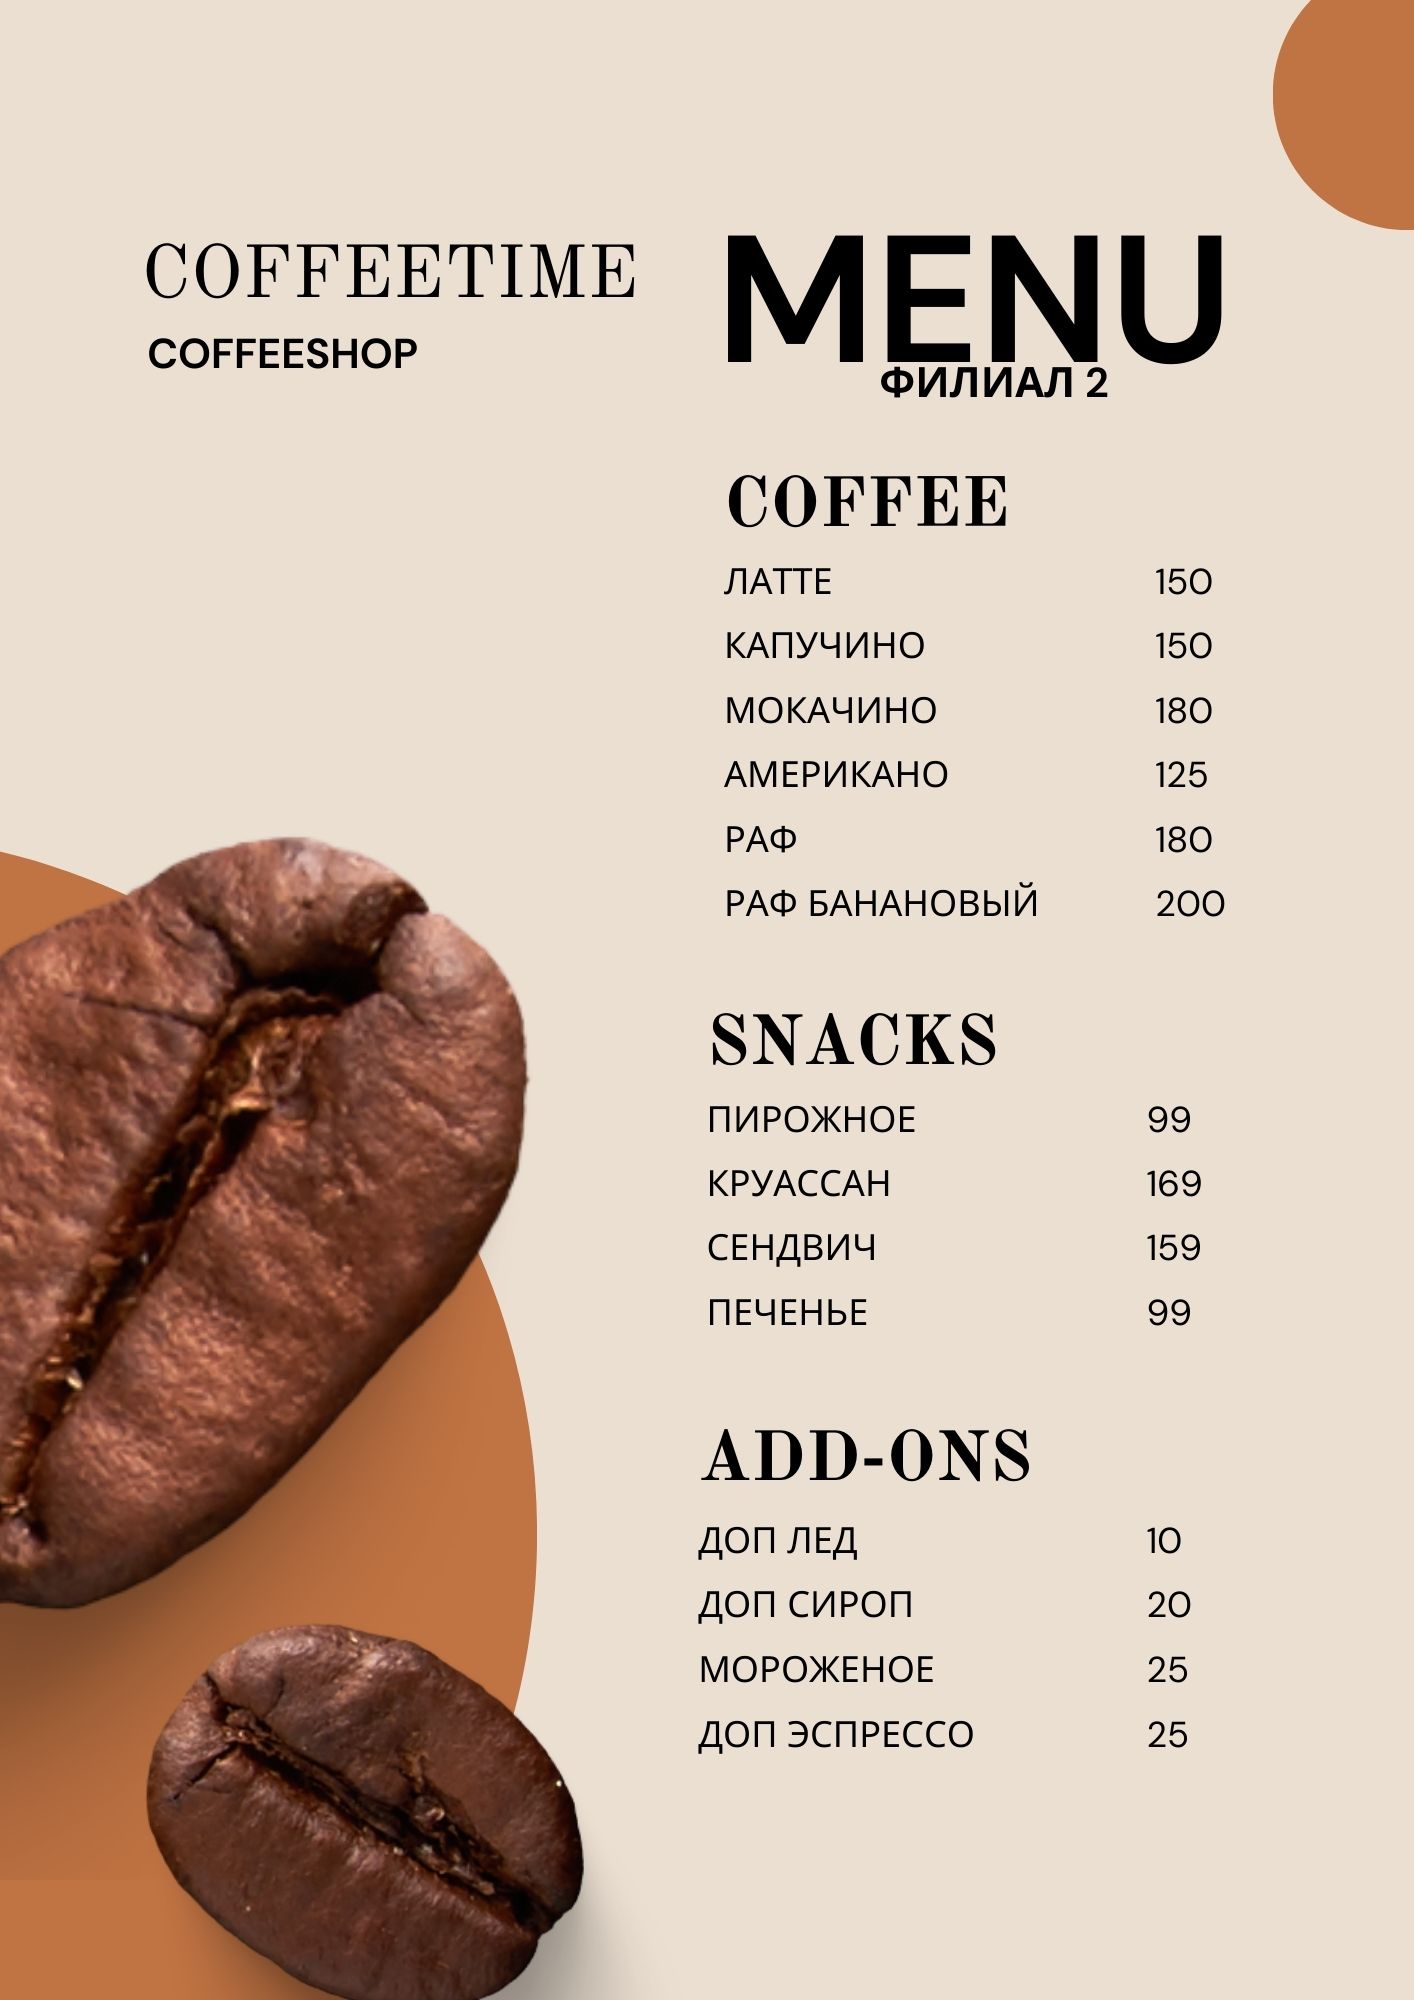 COFFEETIME
COFFEESHOP
MENU
ФИЛИАЛ 2
COFFEE
ЛАТТЕ 150
КАПУЧИНО 150
МОКАЧИНО 180
АМЕРИКАНО 125
РАФ 180
РАФ БАНАНОВЫЙ 200
SNACKS
ПИРОЖНОЕ 99
КРУАССАН 169
СЕНДВИЧ 159
ПЕЧЕНЬЕ 99
ADD-ONS
ДОП ЛЕД 10
ДОП СИРОП 20
МОРОЖЕНОЕ 25
ДОП ЭСПРЕССО 25